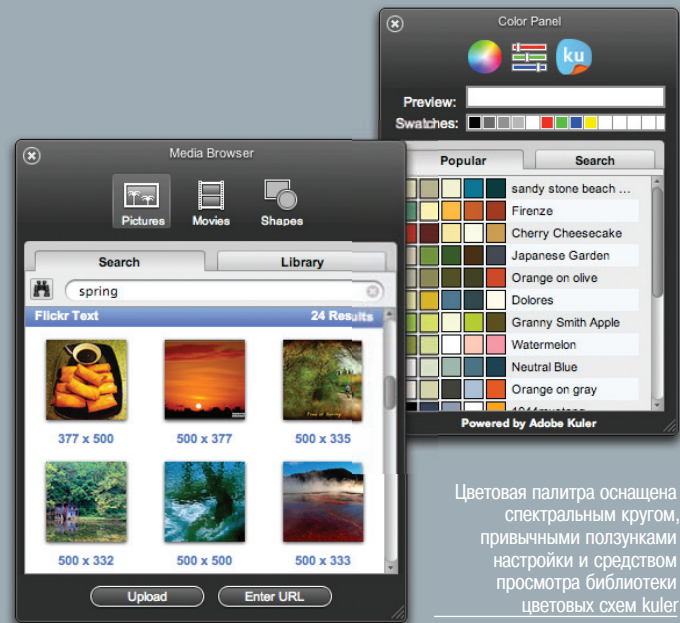 Color Panel
ku
Preview:
Swatches:
Popular Search
sandy stone beach ...
Firenze
Cherry Cheesecake
Japanese Garden
Orange on olive
Dolores
Granny Smith Apple
Watermelon
Neutral Blue
Orange on gray
Powered by Adobe Kuler
Media Browser
Pictures Movies Shapes
Search Library
spring
Flickr Text 24 Results
377 x 500 500 x 377 500 x 335
500 x 332 500 x 500 500 x 333
Upload Enter URL
Цветовая палитра оснащена
спектральным кругом,
привычными ползунками
настройки и средством
просмотра библиотеки
цветовых схем kuler